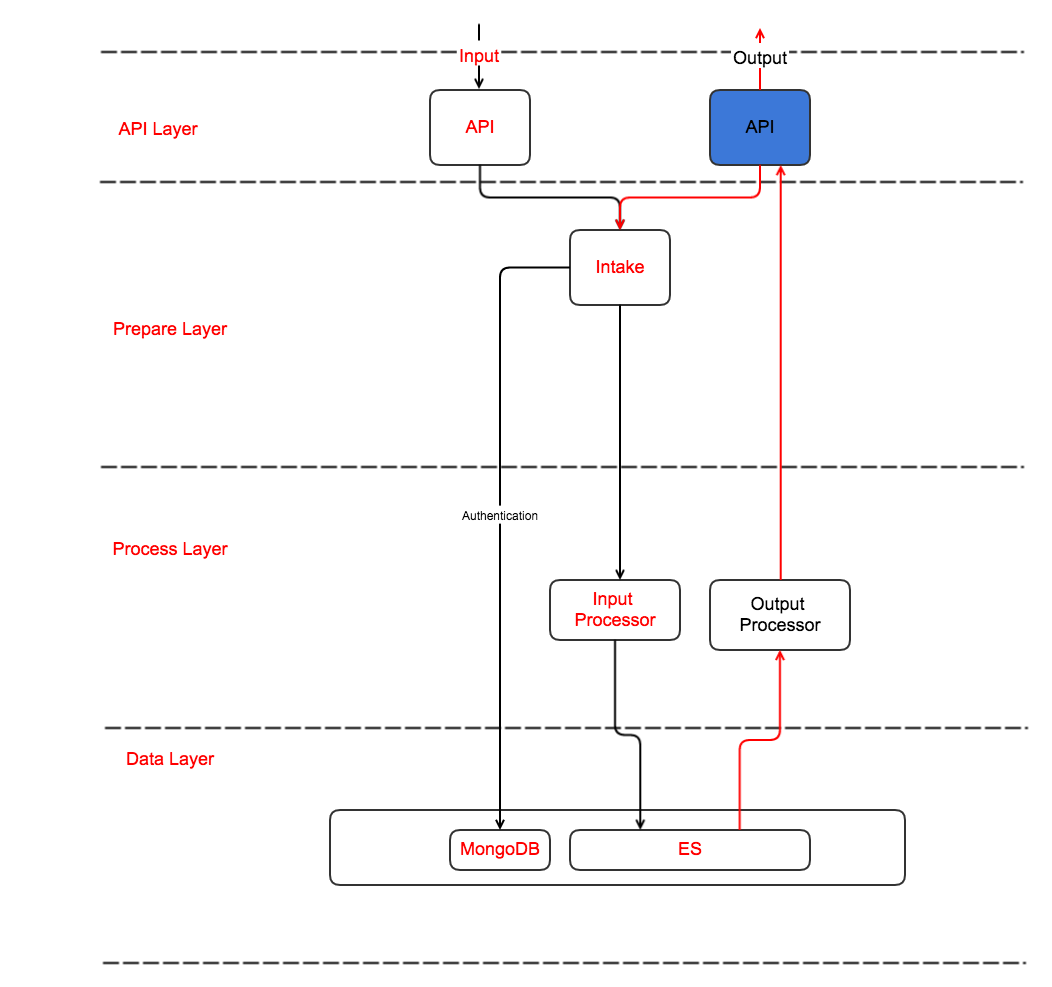 Input
Output
API Layer
API
API
Intake
Prepare Layer
Authentication
Process Layer
Input
Processor
Output
Processor
Data Layer
MongoDB
ES